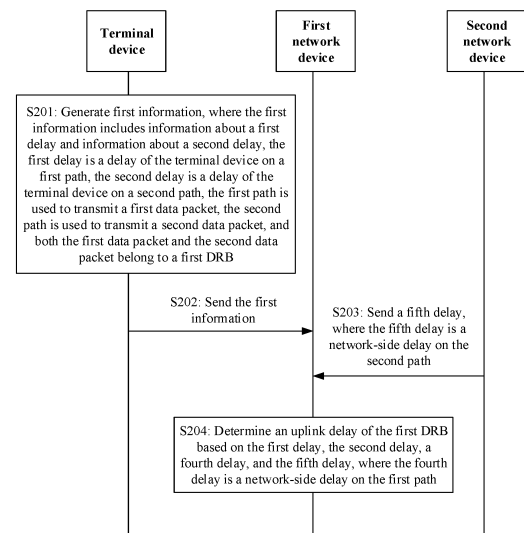 Terminal
device
First
network
device
Second
network
device
S201: Generate first information, where the first
information includes information about a first
delay and information about a second delay, the
first delay is a delay of the terminal device on a
first path, the second delay is a delay of the
terminal device on a second path, the first path is
used to transmit a first data packet, the second
path is used to transmit a second data packet, and
both the first data packet and the second data
packet belong to a first DRB
S202: Send the first
information
S203: Send a fifth delay,
where the fifth delay is a
network-side delay on the
second path
S204: Determine an uplink delay of the first DRB
based on the first delay, the second delay, a
fourth delay, and the fifth delay, where the fourth
delay is a network-side delay on the first path